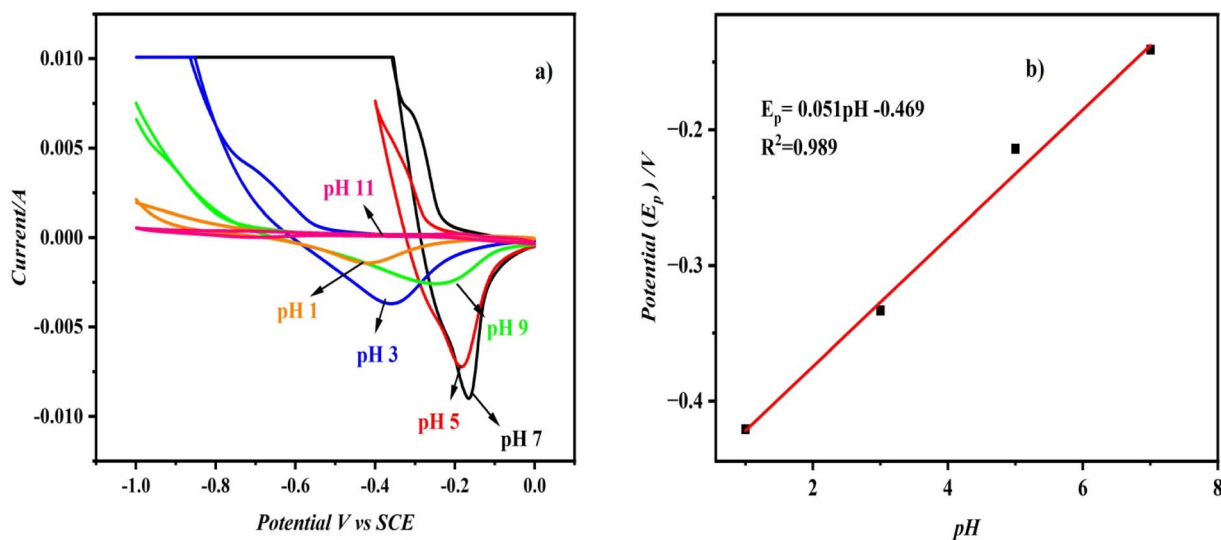 a)
0.010
0.005
0.000
-0.005
-0.010
Current/A
pH 11
pH 1
pH 3
pH 9
pH 5
pH 7
-1.0 -0.8 -0.6 -0.4 -0.2 0.0
Potential V vs SCE
b)
Eₚ= 0.051pH -0.469
R²=0.989
−0.2
−0.3
−0.4
Potential (Eₚ) /V
2 4 6 8
pH